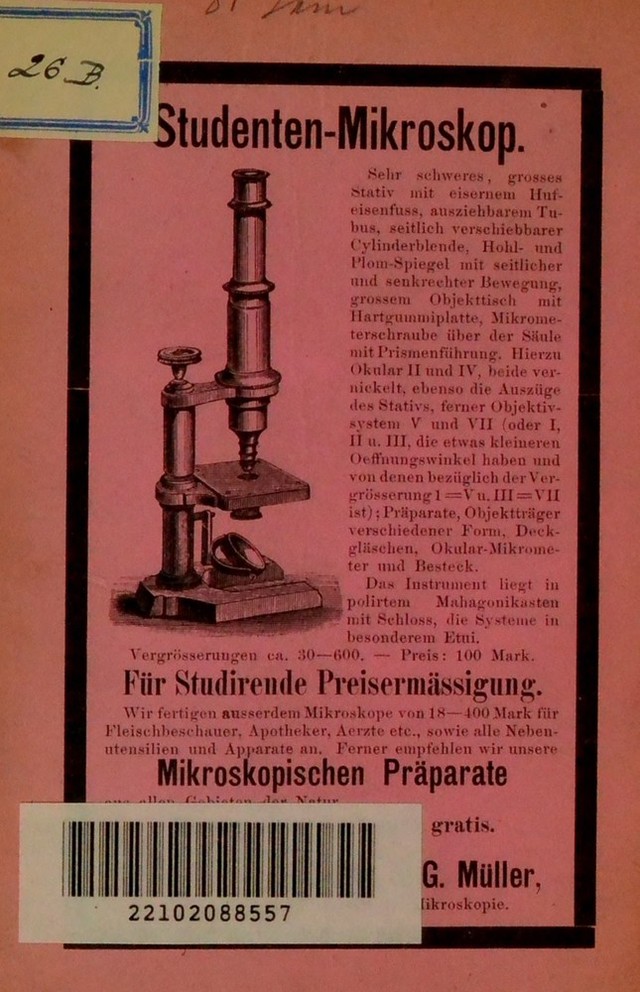 26 B.
Studenten-Mikroskop.
Sehr schweres, grosses
Stativ mit eisernem Huf-
eisenfuss, ausziehbarem Tu-
bus, seitlich verschiebbarer
Cylinderblende, Hohl- und
Plom-Spiegel mit seitlicher
und senkrechter Bewegung,
grossem Objekttisch mit
Hartgummiplatte, Mikrome-
terschraube über der Säule
mit Prismenführung. Hierzu
Okular II und IV, beide ver-
nickelt, ebenso die Auszüge
des Stativs, ferner Objektiv-
system V und VII (oder I,
II u. III, die etwas kleineren
Oeffnungswinkel haben und
von denen bezüglich der Ver-
grösserung 1 = V u. III = VII
ist); Präparate, Objektträger
verschiedener Form, Deck-
gläschen, Okular-Mikrome-
ter und Besteck.
Das Instrument liegt in
polirtem Mahagonikasten
mit Schloss, die Systeme in
besonderem Etui.
Vergrösserungen ca. 30—600. — Preis: 100 Mark.
Für Studirende Preisermässigung.
Wir fertigen ausserdem Mikroskope von 18—400 Mark für
Fleischbeschauer, Apotheker, Aerzte etc., sowie alle Neben-
utensilien und Apparate an. Ferner empfehlen wir unsere
Mikroskopischen Präparate
aus allen Gebieten der Natur
gratis.
G. Müller,
Mikroskopie.
22102088557